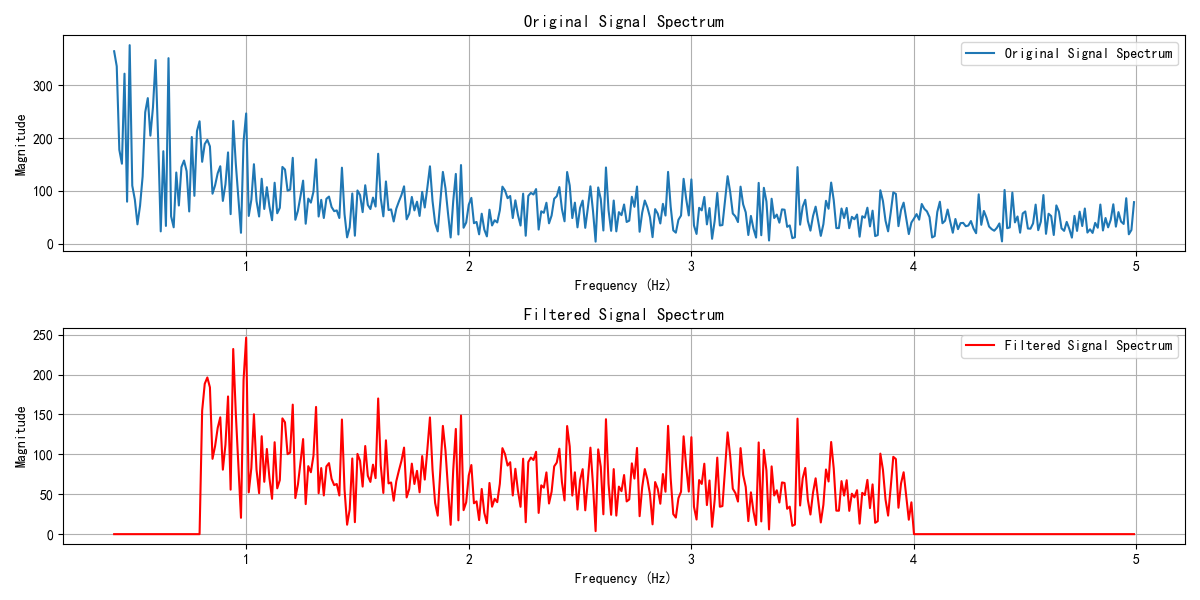 Original Signal Spectrum
Original Signal Spectrum
Magnitude
300
200
100
0
1
2
3
4
5
Frequency (Hz)
Filtered Signal Spectrum
Filtered Signal Spectrum
Magnitude
250
200
150
100
50
0
1
2
3
4
5
Frequency (Hz)